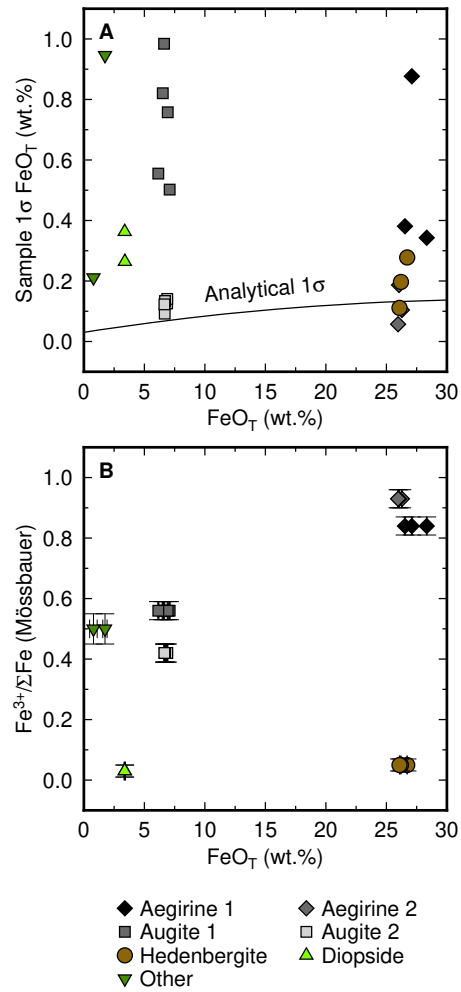 A
1.0
0.8
0.6
0.4
0.2
0.0
Sample 1σ FeO_T (wt.%)
Analytical 1σ
0 5 10 15 20 25 30
FeO_T (wt.%)
B
1.0
0.8
0.6
0.4
0.2
0.0
Fe³⁺/ΣFe (Mössbauer)
0 5 10 15 20 25 30
FeO_T (wt.%)
Aegirine 1 Aegirine 2
Augite 1 Augite 2
Hedenbergite Diopside
Other